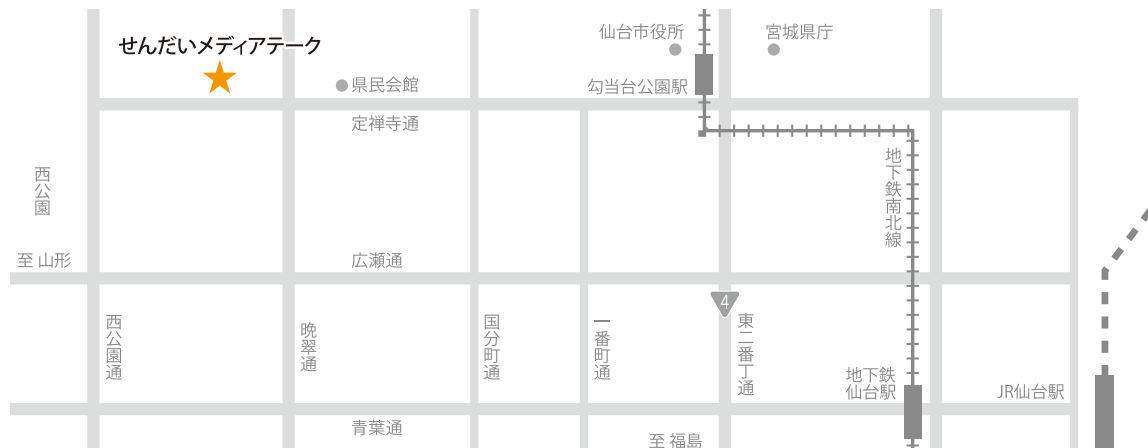 仙台市役所
宮城県庁
せんだいメディアテーク
県民会館
勾当台公園駅
定禅寺通
地下鉄南北線
西公園
至 山形
広瀬通
4
西公園通
晩翠通
国分町通
一番町通
東二番丁通
地下鉄
仙台駅
JR仙台駅
青葉通
至 福島